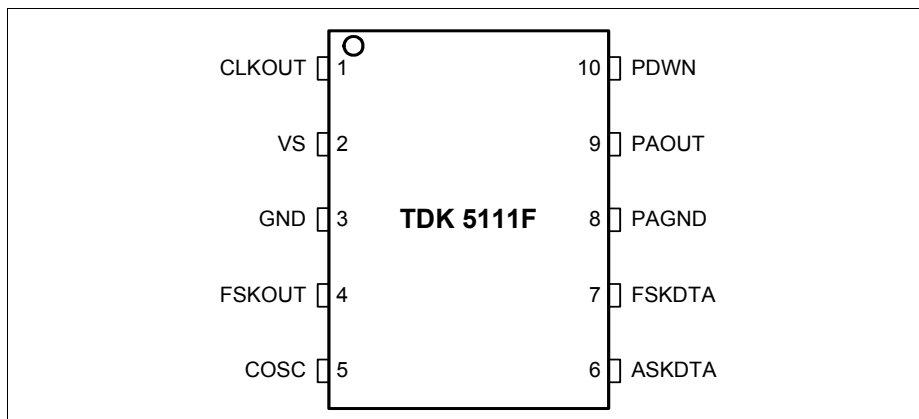 CLKOUT 1 10 PDWN
VS 2 9 PAOUT
GND 3 TDK 5111F 8 PAGND
FSKOUT 4 7 FSKDTA
COSC 5 6 ASKDTA